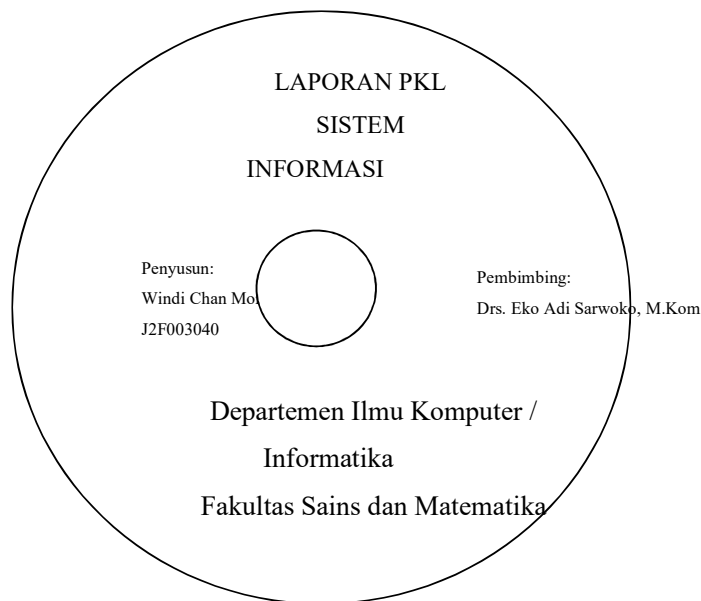 LAPORAN PKL
SISTEM
INFORMASI
Penyusun:
Windi Chan
J2F003040
Pembimbing:
Drs. Eko Adi Sarwoko, M.Kom
Departemen Ilmu Komputer /
Informatika
Fakultas Sains dan Matematika